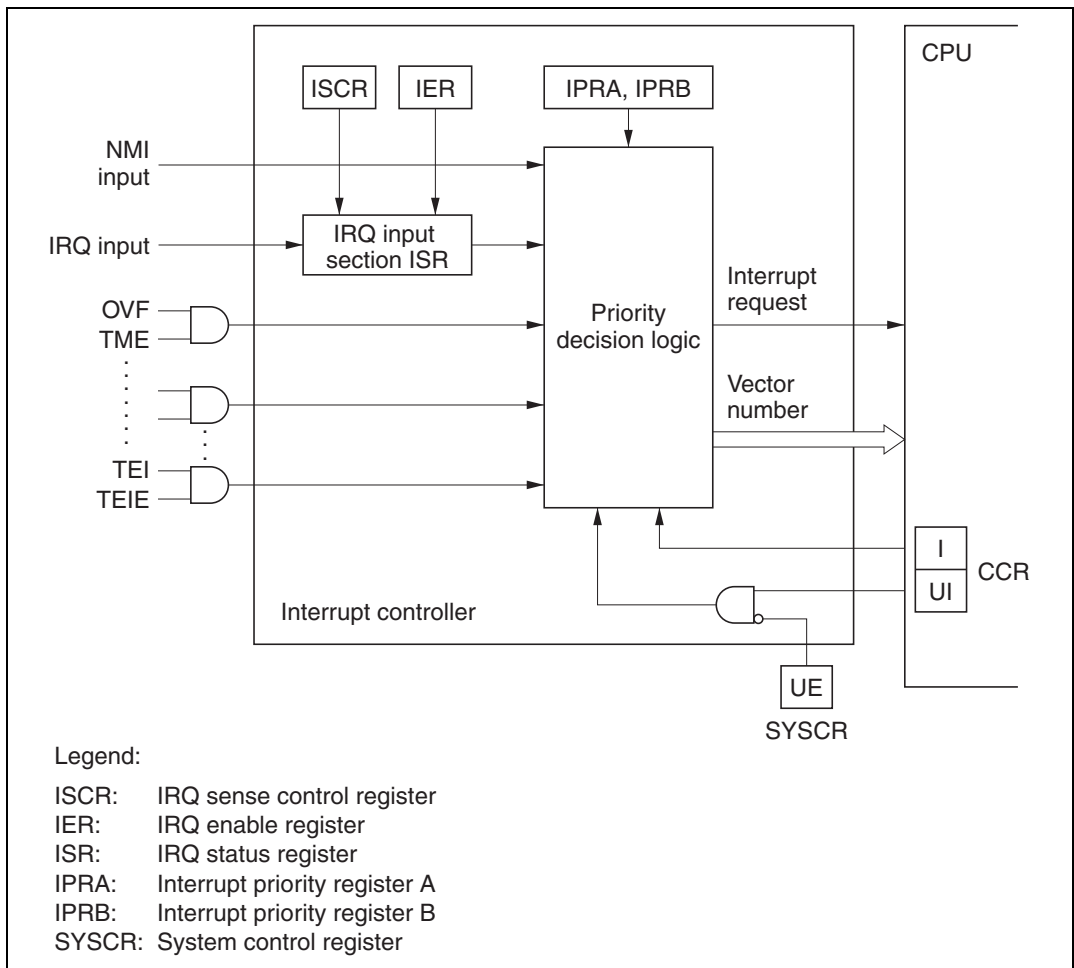 CPU
ISCR
IER
IPRA, IPRB
NMI
input
IRQ input
IRQ input
section ISR
OVF
TME
Priority
decision logic
Interrupt
request
Vector
number
TEI
TEIE
I
UI
CCR
Interrupt controller
UE
SYSCR
Legend:
ISCR: IRQ sense control register
IER: IRQ enable register
ISR: IRQ status register
IPRA: Interrupt priority register A
IPRB: Interrupt priority register B
SYSCR: System control register